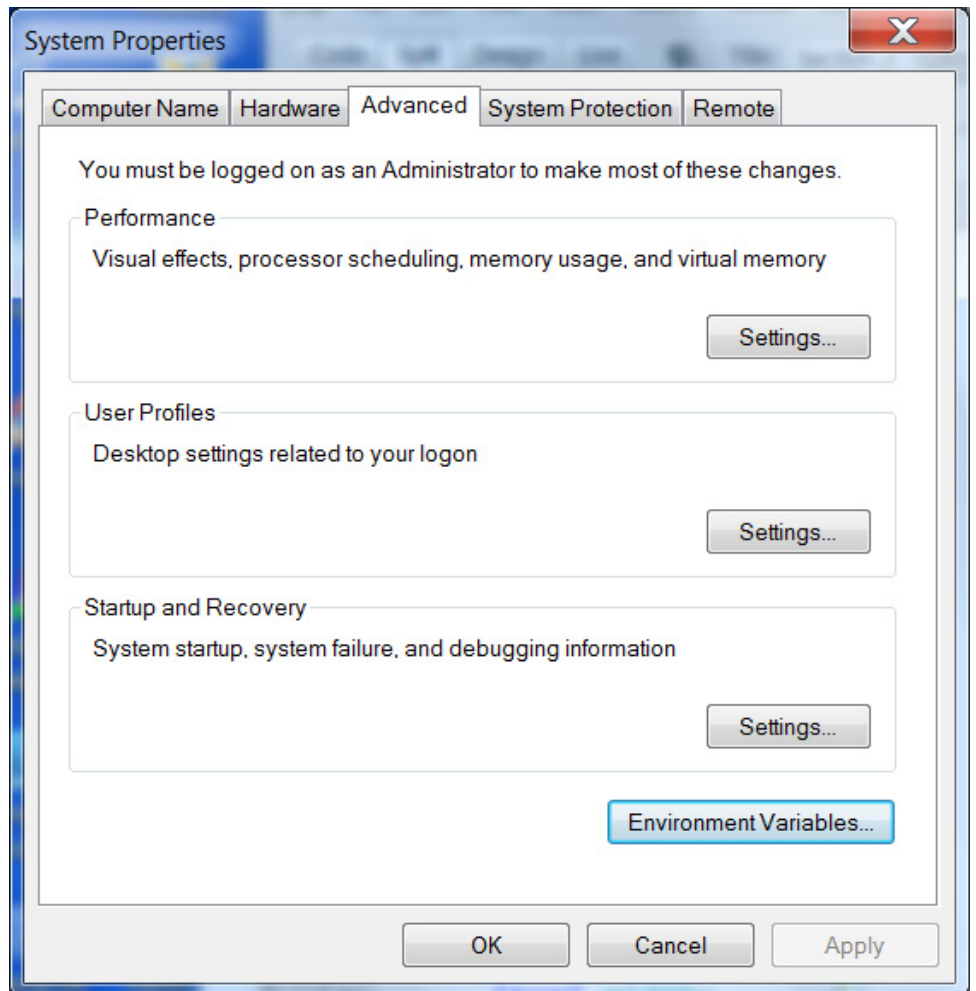 System Properties
Computer Name Hardware Advanced System Protection Remote
You must be logged on as an Administrator to make most of these changes.
Performance
Visual effects, processor scheduling, memory usage, and virtual memory
Settings...
User Profiles
Desktop settings related to your logon
Settings...
Startup and Recovery
System startup, system failure, and debugging information
Settings...
Environment Variables...
OK Cancel Apply